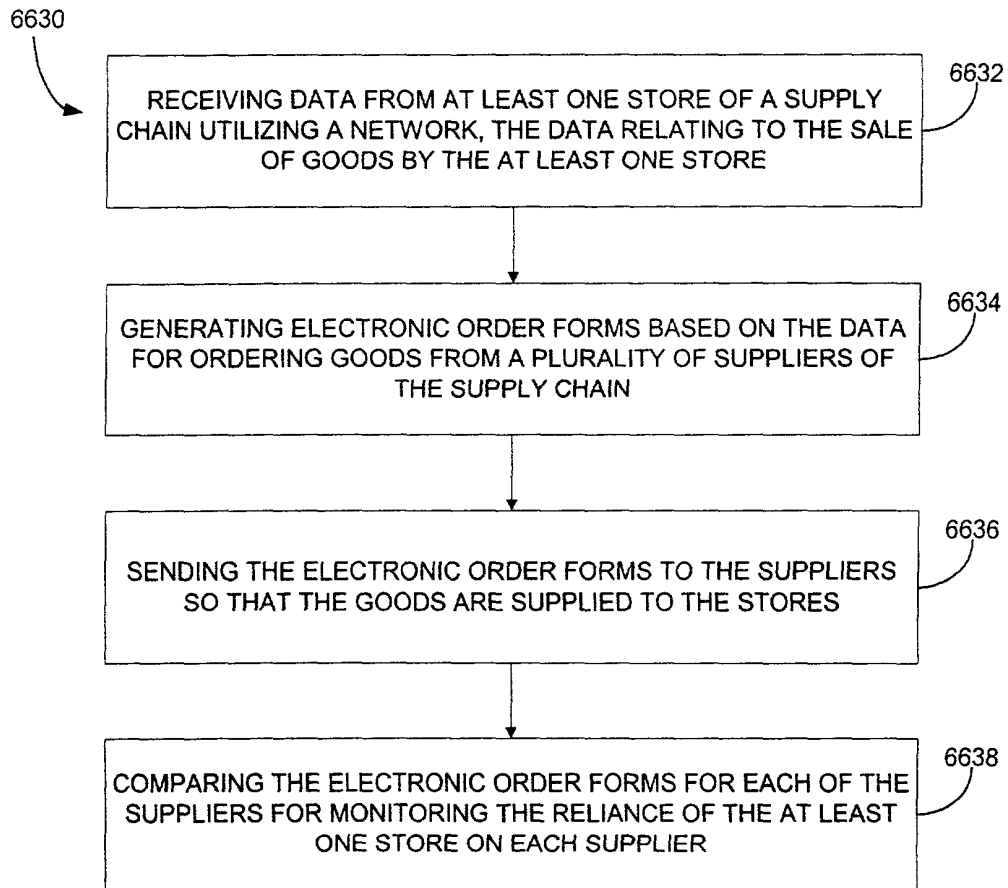 6630
6632
RECEIVING DATA FROM AT LEAST ONE STORE OF A SUPPLY
CHAIN UTILIZING A NETWORK, THE DATA RELATING TO THE SALE
OF GOODS BY THE AT LEAST ONE STORE
6634
GENERATING ELECTRONIC ORDER FORMS BASED ON THE DATA
FOR ORDERING GOODS FROM A PLURALITY OF SUPPLIERS OF
THE SUPPLY CHAIN
6636
SENDING THE ELECTRONIC ORDER FORMS TO THE SUPPLIERS
SO THAT THE GOODS ARE SUPPLIED TO THE STORES
6638
COMPARING THE ELECTRONIC ORDER FORMS FOR EACH OF THE
SUPPLIERS FOR MONITORING THE RELIANCE OF THE AT LEAST
ONE STORE ON EACH SUPPLIER